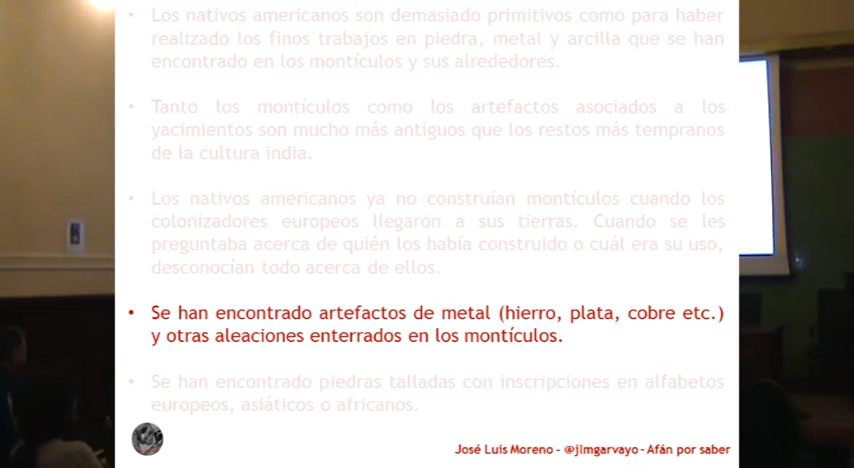 • Los nativos americanos son demasiado primitivos como para haber
realizado los finos trabajos en piedra, metal y arcilla que se han
encontrado en los montículos y sus alrededores.
• Tanto los montículos como los artefactos asociados a los
yacimientos son mucho más antiguos que los restos más tempranos
de la cultura india.
• Los nativos americanos ya no construían montículos cuando los
colonizadores europeos llegaron a sus tierras. Cuando se les
preguntaba acerca de quién los había construido o cuál era su uso,
desconocían todo acerca de ellos.
• Se han encontrado artefactos de metal (hierro, plata, cobre etc.)
y otras aleaciones enterrados en los montículos.
• Se han encontrado piedras talladas con inscripciones en alfabetos
europeos, asiáticos o africanos.
José Luis Moreno - @jlmgarvayo - Afán por saber